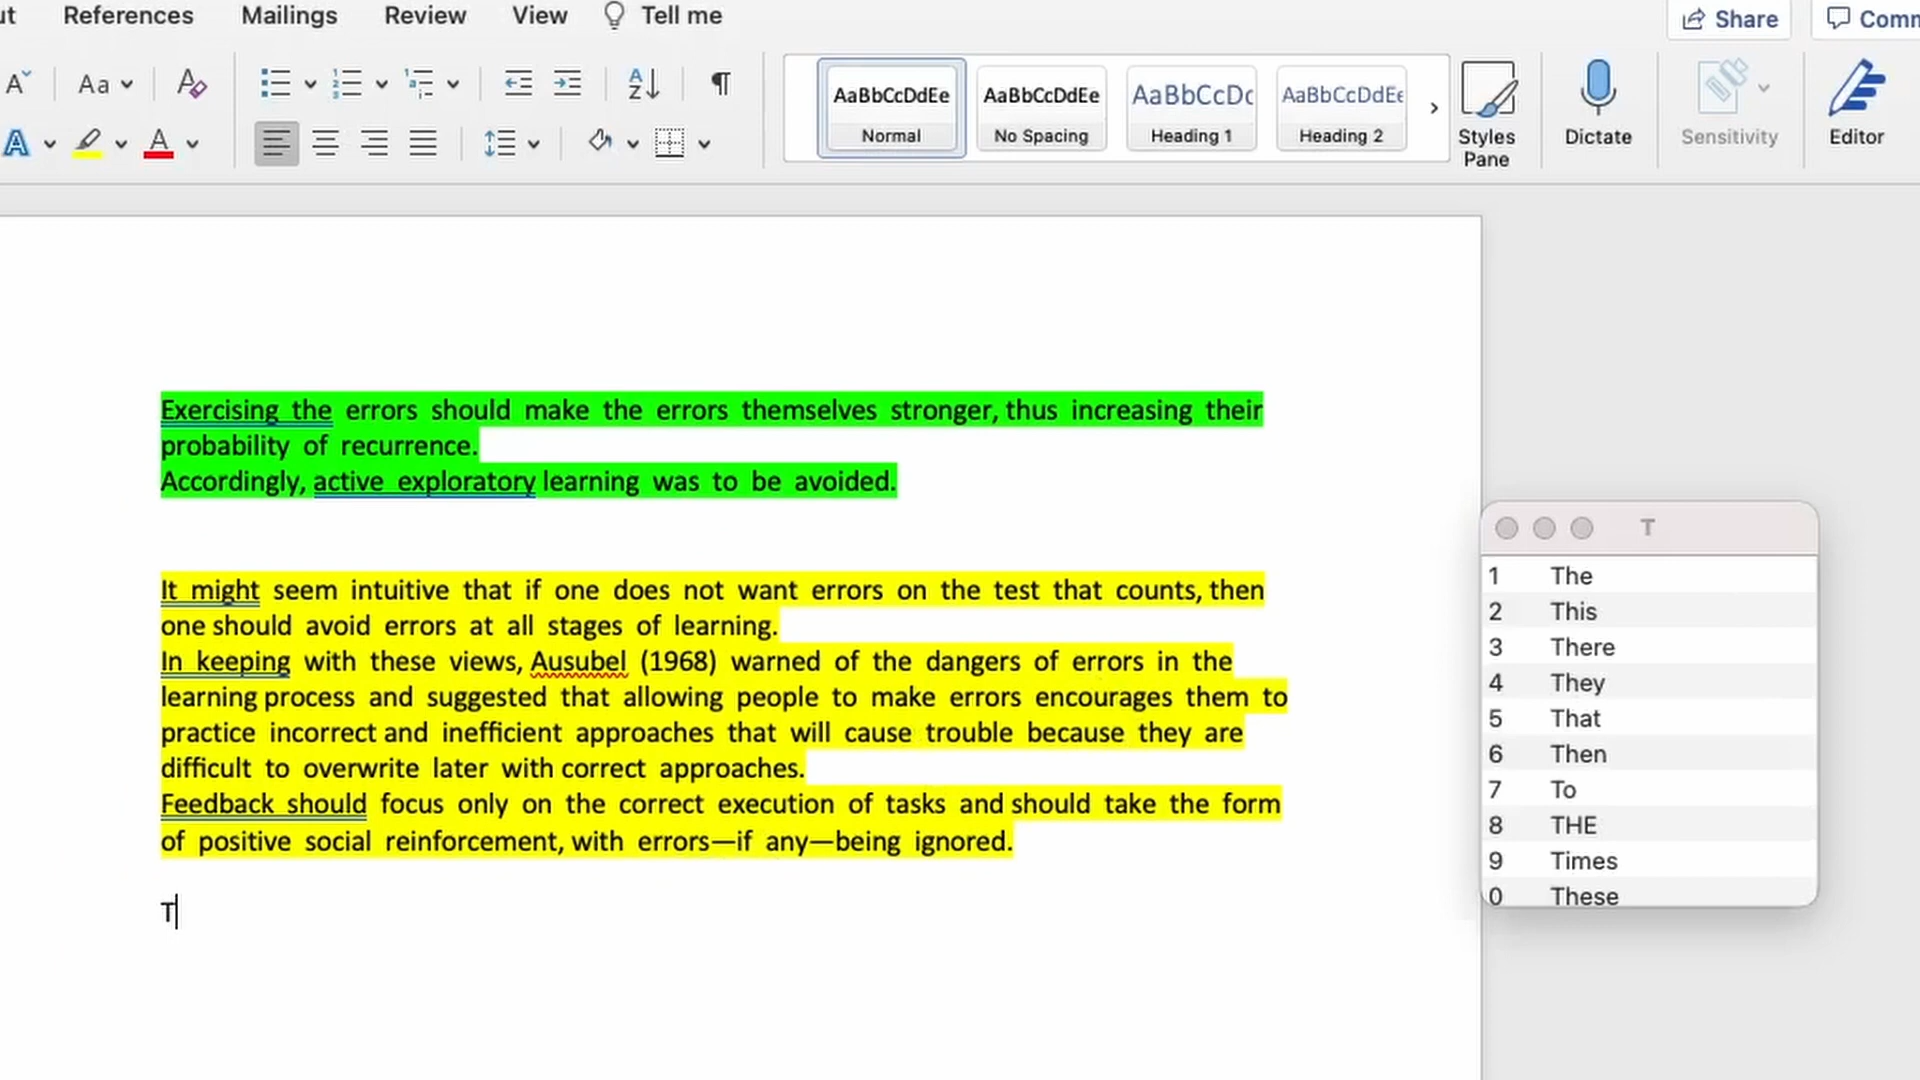 References Mailings Review View Tell me Share
Aa
AaBbCcDdEe AaBbCcDdEe AaBbCcDc AaBbCcDdEe
Normal No Spacing Heading 1 Heading 2 Styles Pane Dictate Sensitivity Editor
Exercising the errors should make the errors themselves stronger, thus increasing their
probability of recurrence.
Accordingly, active exploratory learning was to be avoided.
It might seem intuitive that if one does not want errors on the test that counts, then
one should avoid errors at all stages of learning.
In keeping with these views, Ausubel (1968) warned of the dangers of errors in the
learning process and suggested that allowing people to make errors encourages them to
practice incorrect and inefficient approaches that will cause trouble because they are
difficult to overwrite later with correct approaches.
Feedback should focus only on the correct execution of tasks and should take the form
of positive social reinforcement, with errors—if any—being ignored.
T
T
1 The
2 This
3 There
4 They
5 That
6 Then
7 To
8 THE
9 Times
0 These